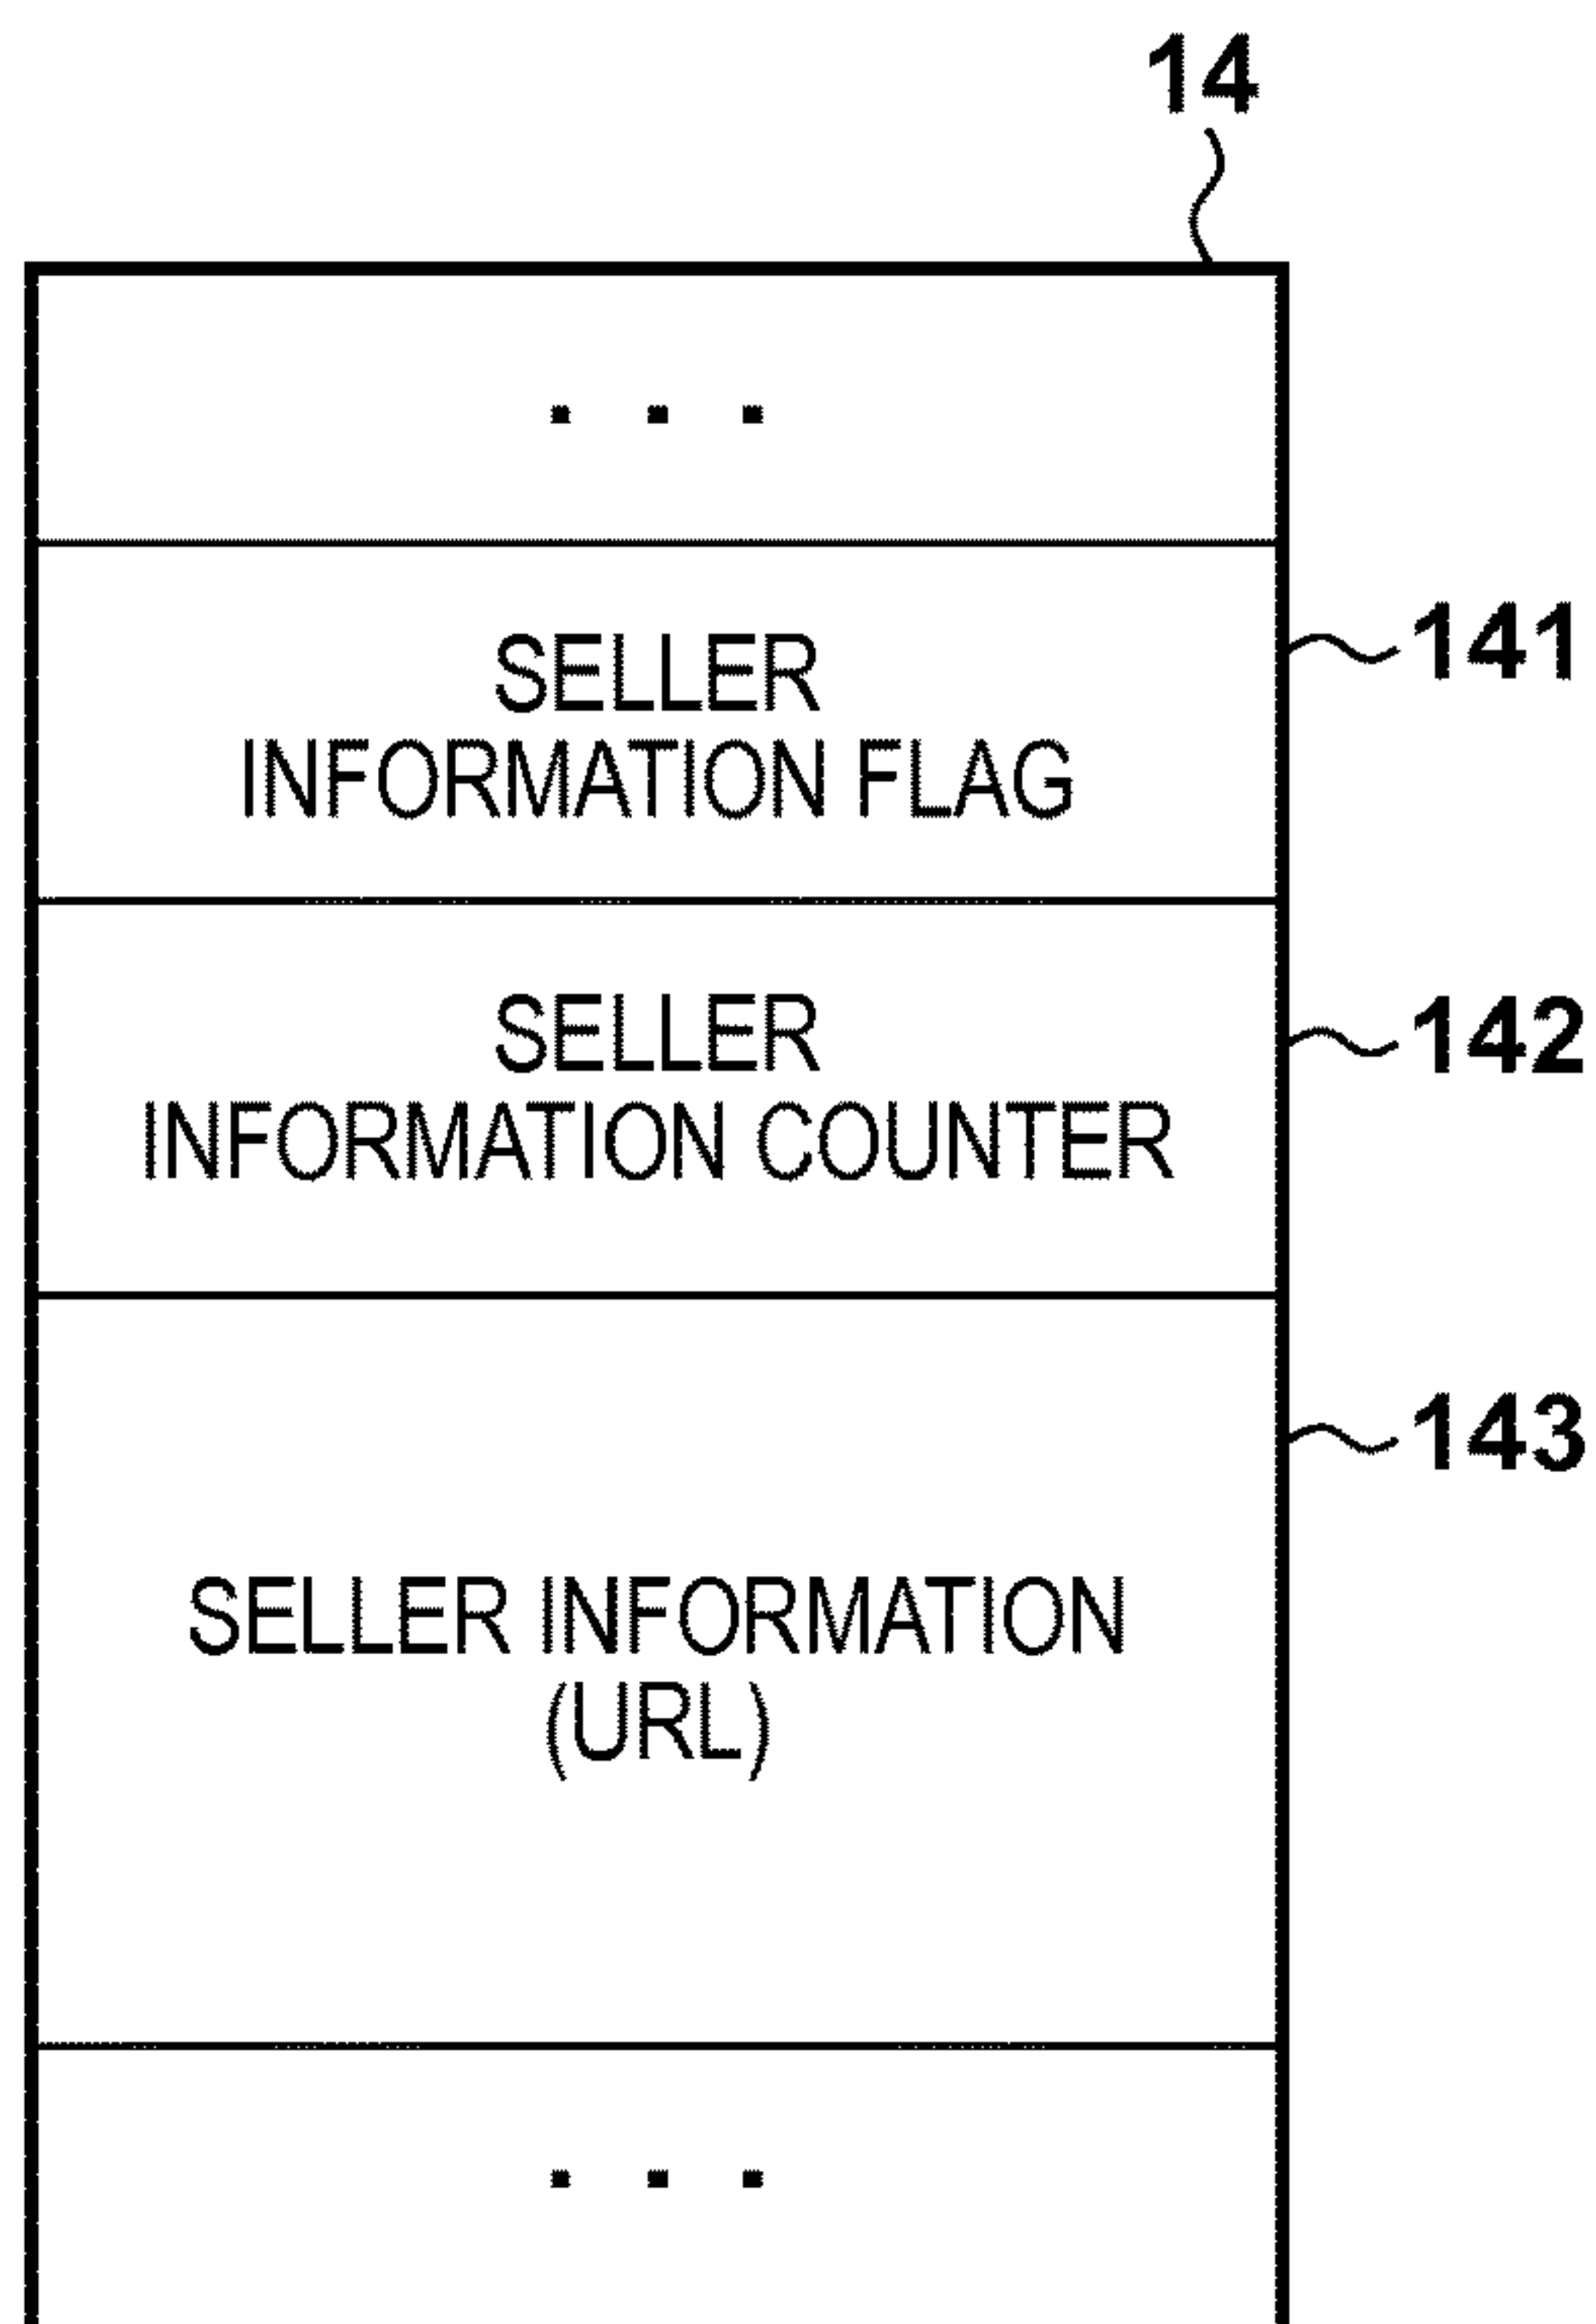 14
. . .
SELLER
INFORMATION FLAG
141
SELLER
INFORMATION COUNTER
142
143
SELLER INFORMATION
(URL)
. . .